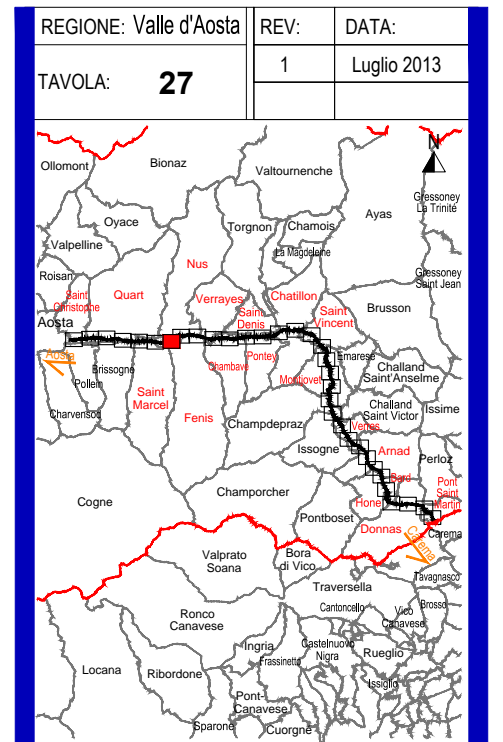 REGIONE: Valle d'Aosta
REV:
DATA:
TAVOLA: 27
1
Luglio 2013
N
Ollomont
Bionaz
Valtournenche
Ayas
Gressoney
La Trinité
Oyace
Torgnon
Chamois
Valpelline
La Magdeleine
Nus
Roisan
Gressoney
Saint Jean
Saint
Christophe
Quart
Verrayes
Chatillon
Brusson
Saint
Denis
Saint
Vincent
Aosta
Aosta
Emarese
Brissogne
Chambave
Pontey
Challand
Saint'Anselme
Pollein
Montjovet
Saint
Marcel
Charvensod
Fenis
Champdepraz
Challand
Saint Victor
Issime
Verres
Issogne
Arnad
Perloz
Bard
Pont
Saint
Martin
Champorcher
Cogne
Hone
Pontboset
Donnas
Carema
Carema
Valprato
Soana
Bora
di Vico
Tavagnasco
Traversella
Cantoncello
Vico
Canavese
Brosso
Ronco
Canavese
Ingria
Castelnuovo
Nigra
Rueglio
Frassinetto
Locana
Ribordone
Issiglio
Pont-
Canavese
Sparone
Cuorgne